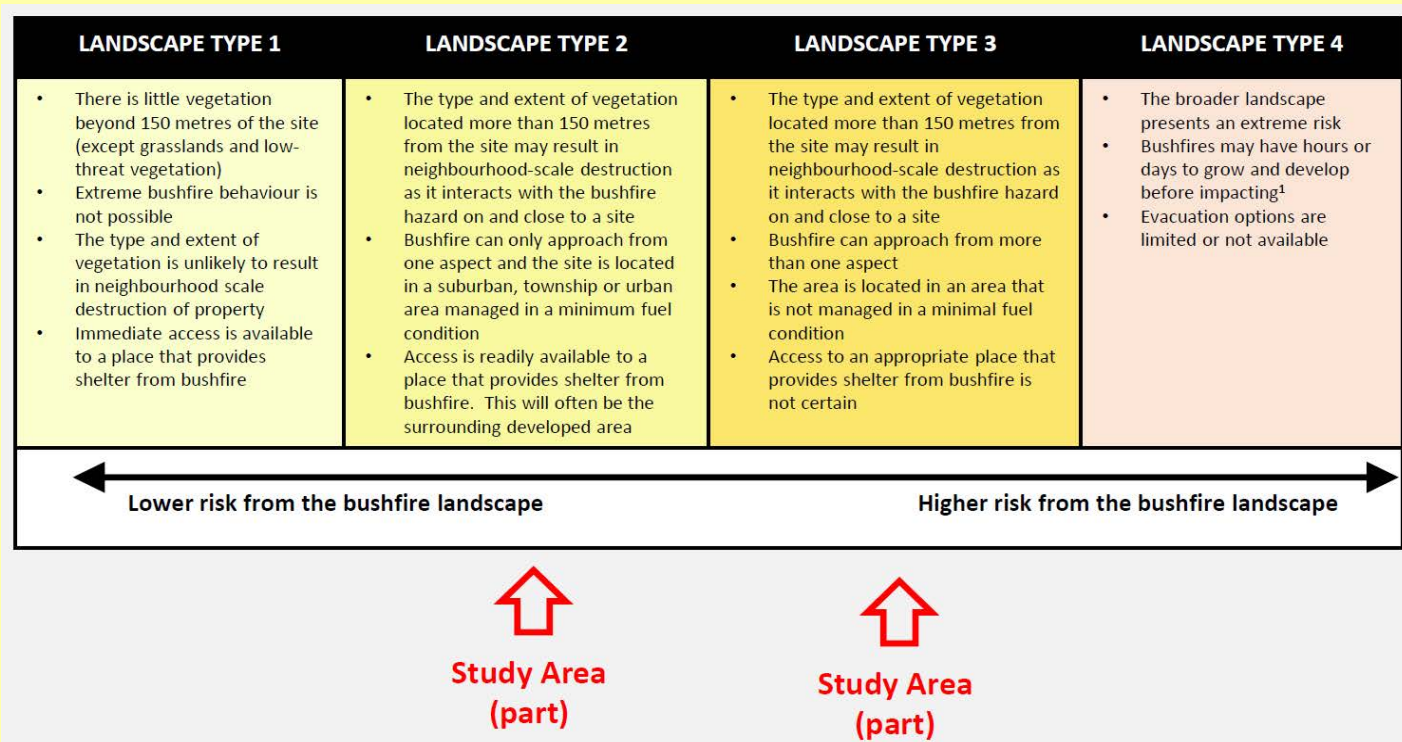 LANDSCAPE TYPE 1
• There is little vegetation
beyond 150 metres of the site
(except grasslands and low-
threat vegetation)
• Extreme bushfire behaviour is
not possible
• The type and extent of
vegetation is unlikely to result
in neighbourhood scale
destruction of property
• Immediate access is available
to a place that provides
shelter from bushfire
LANDSCAPE TYPE 2
• The type and extent of vegetation
located more than 150 metres
from the site may result in
neighbourhood-scale destruction
as it interacts with the bushfire
hazard on and close to a site
• Bushfire can only approach from
one aspect and the site is located
in a suburban, township or urban
area managed in a minimum fuel
condition
• Access is readily available to a
place that provides shelter from
bushfire. This will often be the
surrounding developed area
LANDSCAPE TYPE 3
• The type and extent of vegetation
located more than 150 metres from
the site may result in
neighbourhood-scale destruction as
it interacts with the bushfire hazard
on and close to a site
• Bushfire can approach from more
than one aspect
• The area is located in an area that
is not managed in a minimal fuel
condition
• Access to an appropriate place that
provides shelter from bushfire is
not certain
LANDSCAPE TYPE 4
• The broader landscape
presents an extreme risk
• Bushfires may have hours or
days to grow and develop
before impacting¹
• Evacuation options are
limited or not available
Lower risk from the bushfire landscape
Higher risk from the bushfire landscape
Study Area
(part)
Study Area
(part)